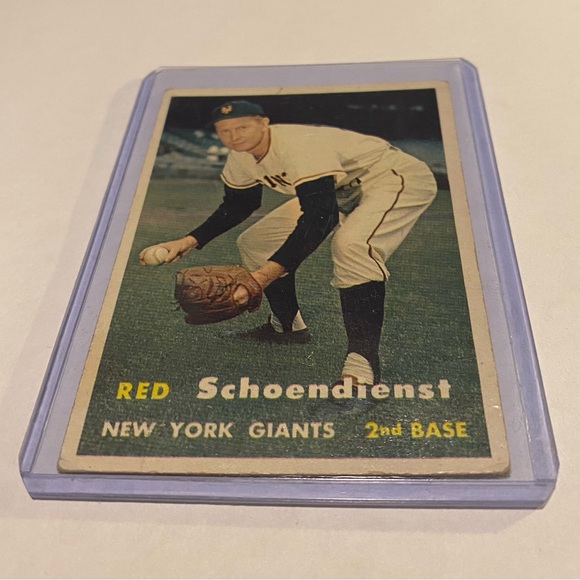 RED Schoendienst
NEW YORK GIANTS 2nd BASE